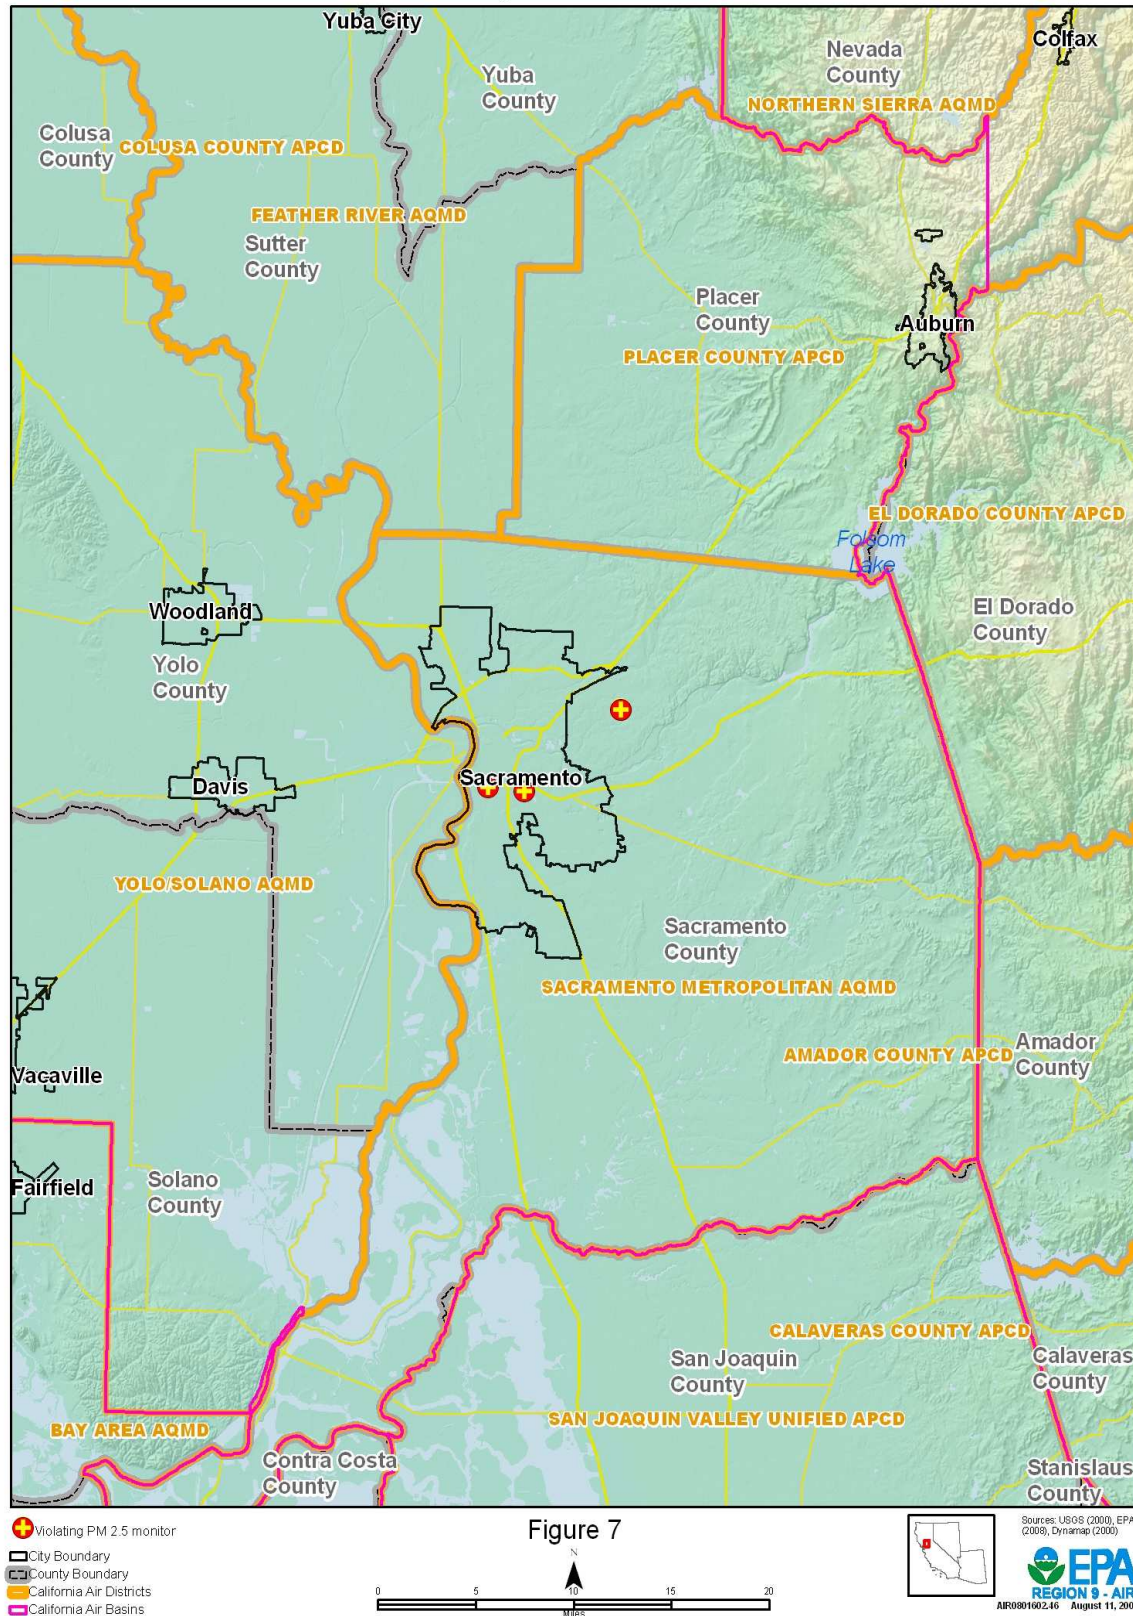 Yuba City
Colfax
Nevada
County
Yuba
County
NORTHERN SIERRA AQMD
Colusa
County
COLUSA COUNTY APCD
FEATHER RIVER AQMD
Sutter
County
Placer
County
Auburn
PLACER COUNTY APCD
EL DORADO COUNTY APCD
Folsom
Lake
Woodland
El Dorado
County
Yolo
County
Sacramento
Davis
YOLO/SOLANO AQMD
Sacramento
County
SACRAMENTO METROPOLITAN AQMD
Amador
County
AMADOR COUNTY APCD
Vacaville
Solano
County
Fairfield
CALAVERAS COUNTY APCD
San Joaquin
County
Calaveras
County
SAN JOAQUIN VALLEY UNIFIED APCD
BAY AREA AQMD
Contra Costa
County
Stanislaus
County
Violating PM 2.5 monitor
City Boundary
County Boundary
California Air Districts
California Air Basins
Figure 7
N
0 5 10 15 20
Miles
Sources: USGS (2000), EPA
(2008), Dynamap (2000)
EPA
REGION 9 - AIR
AIR0801602.46 August 11, 200